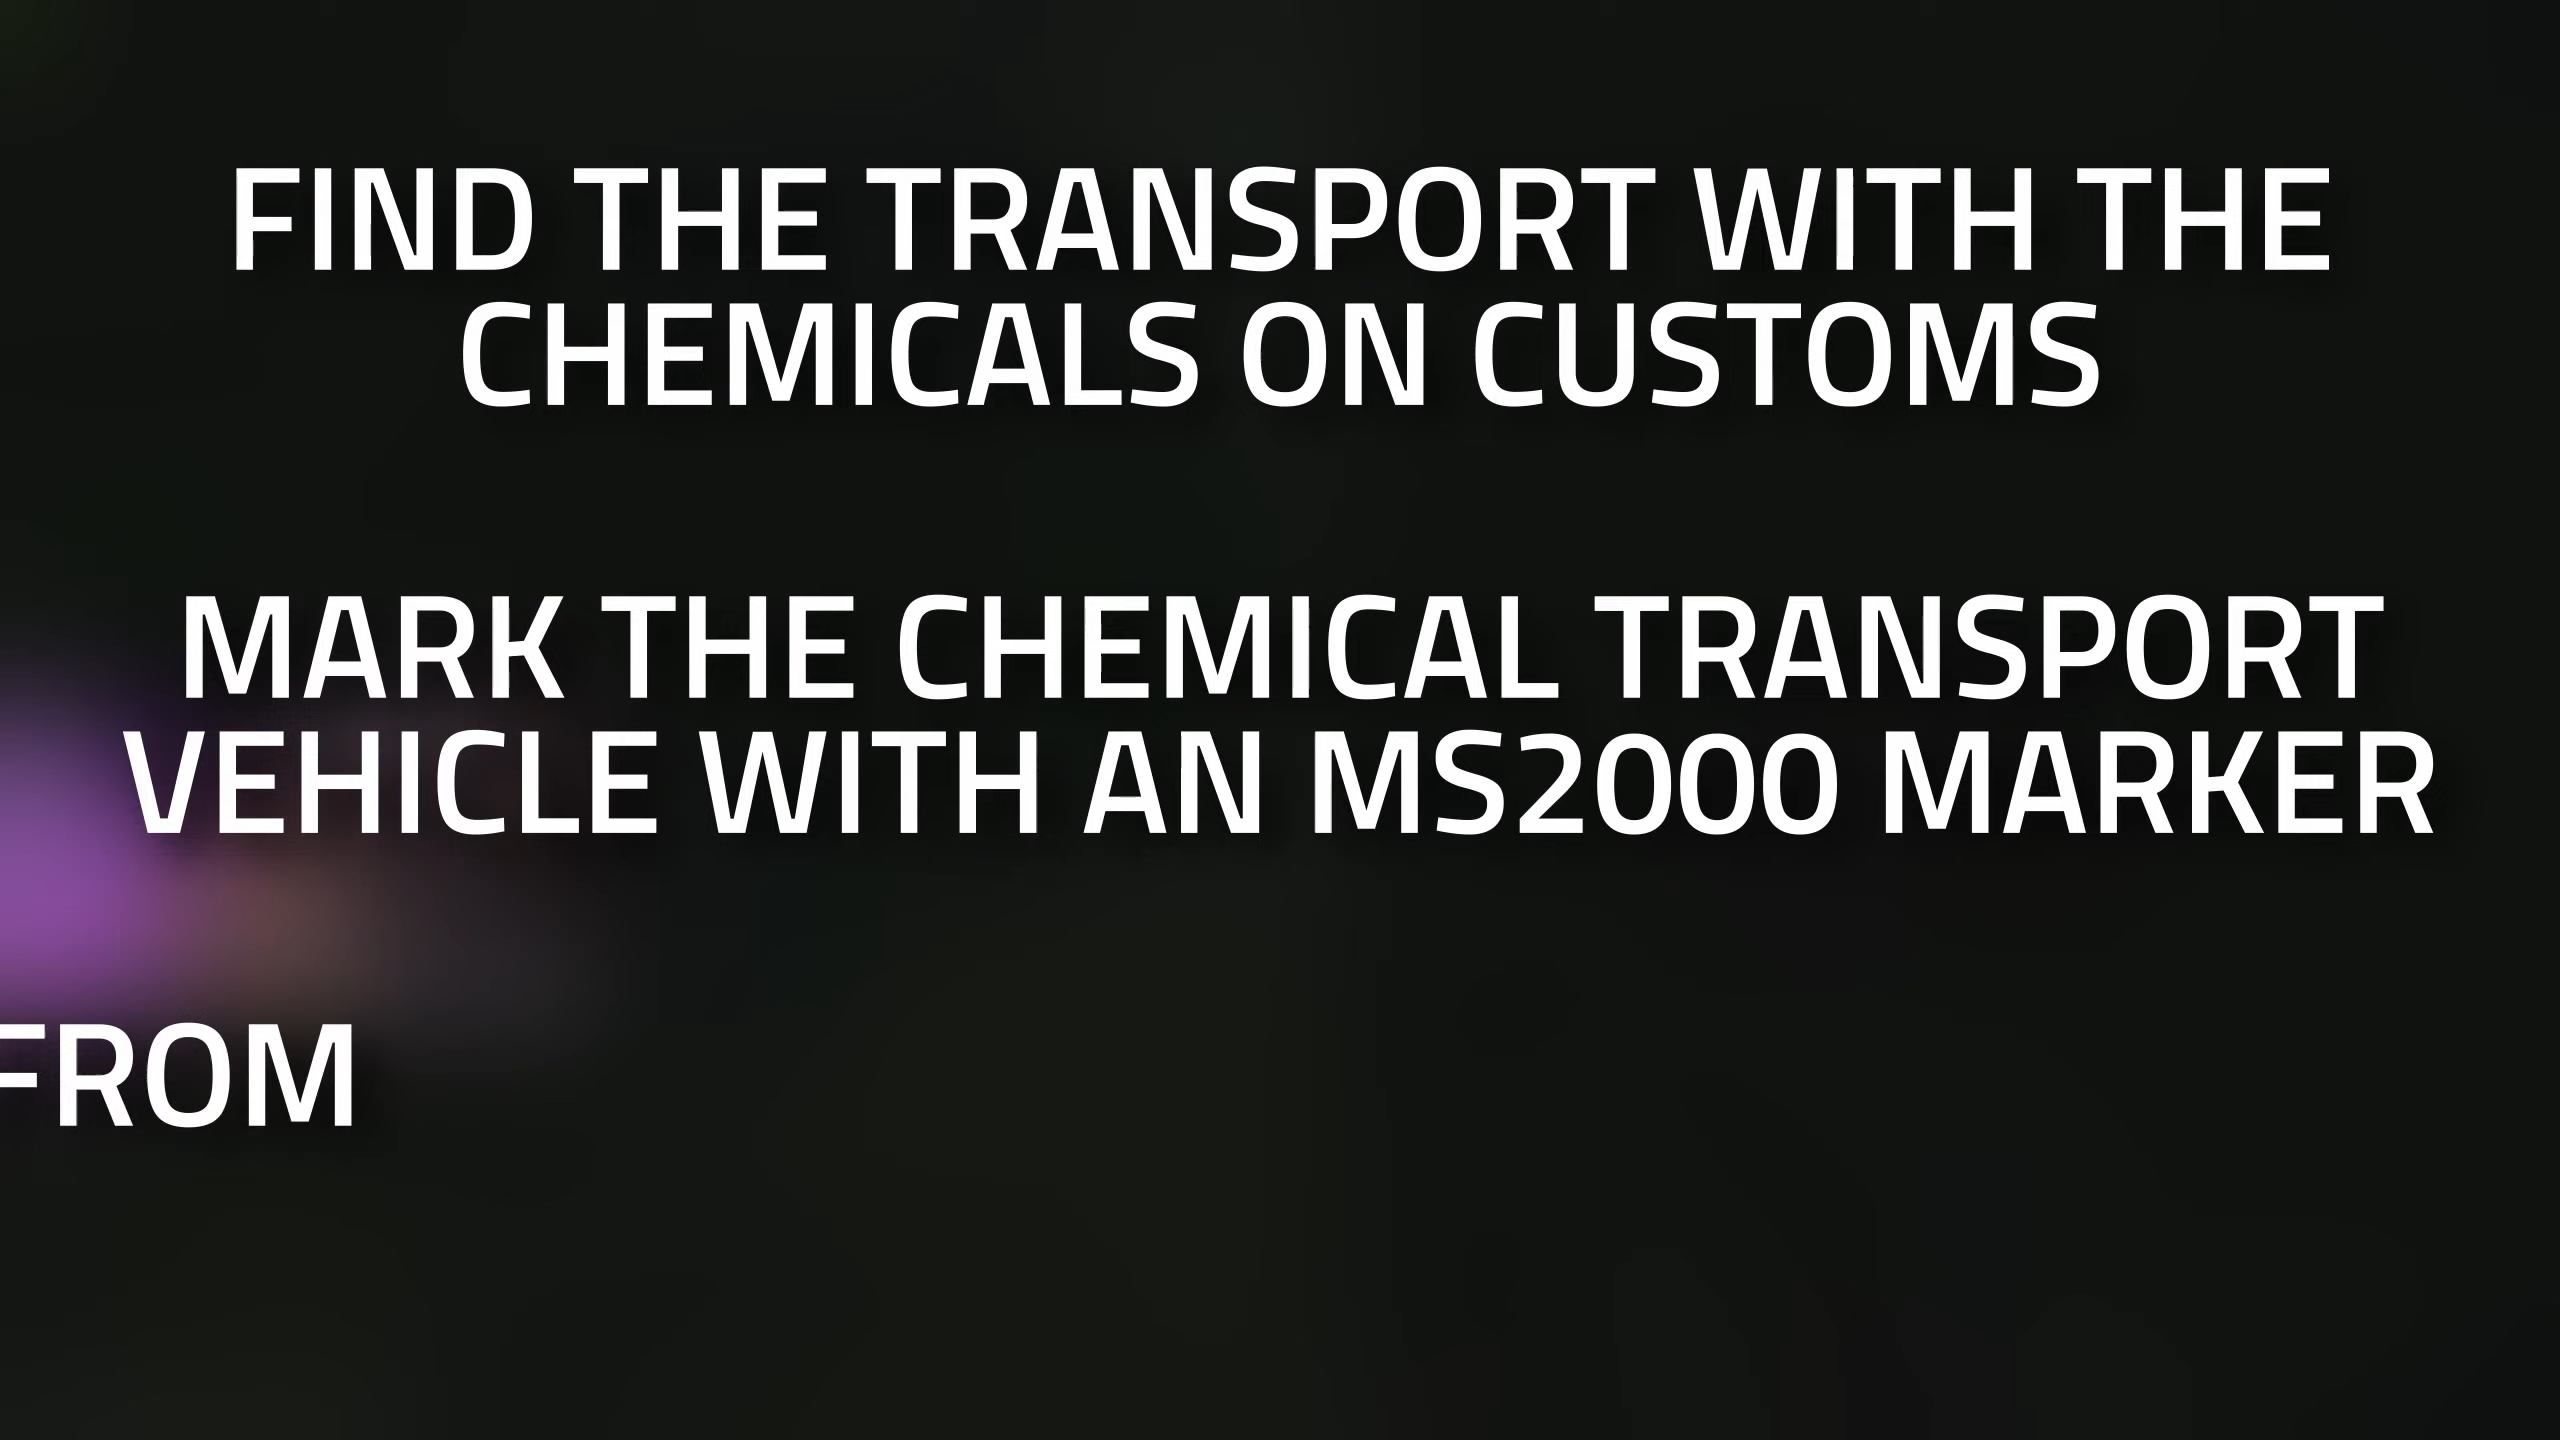 FIND THE TRANSPORT WITH THE
CHEMICALS ON CUSTOMS
MARK THE CHEMICAL TRANSPORT
VEHICLE WITH AN MS2000 MARKER
FROM